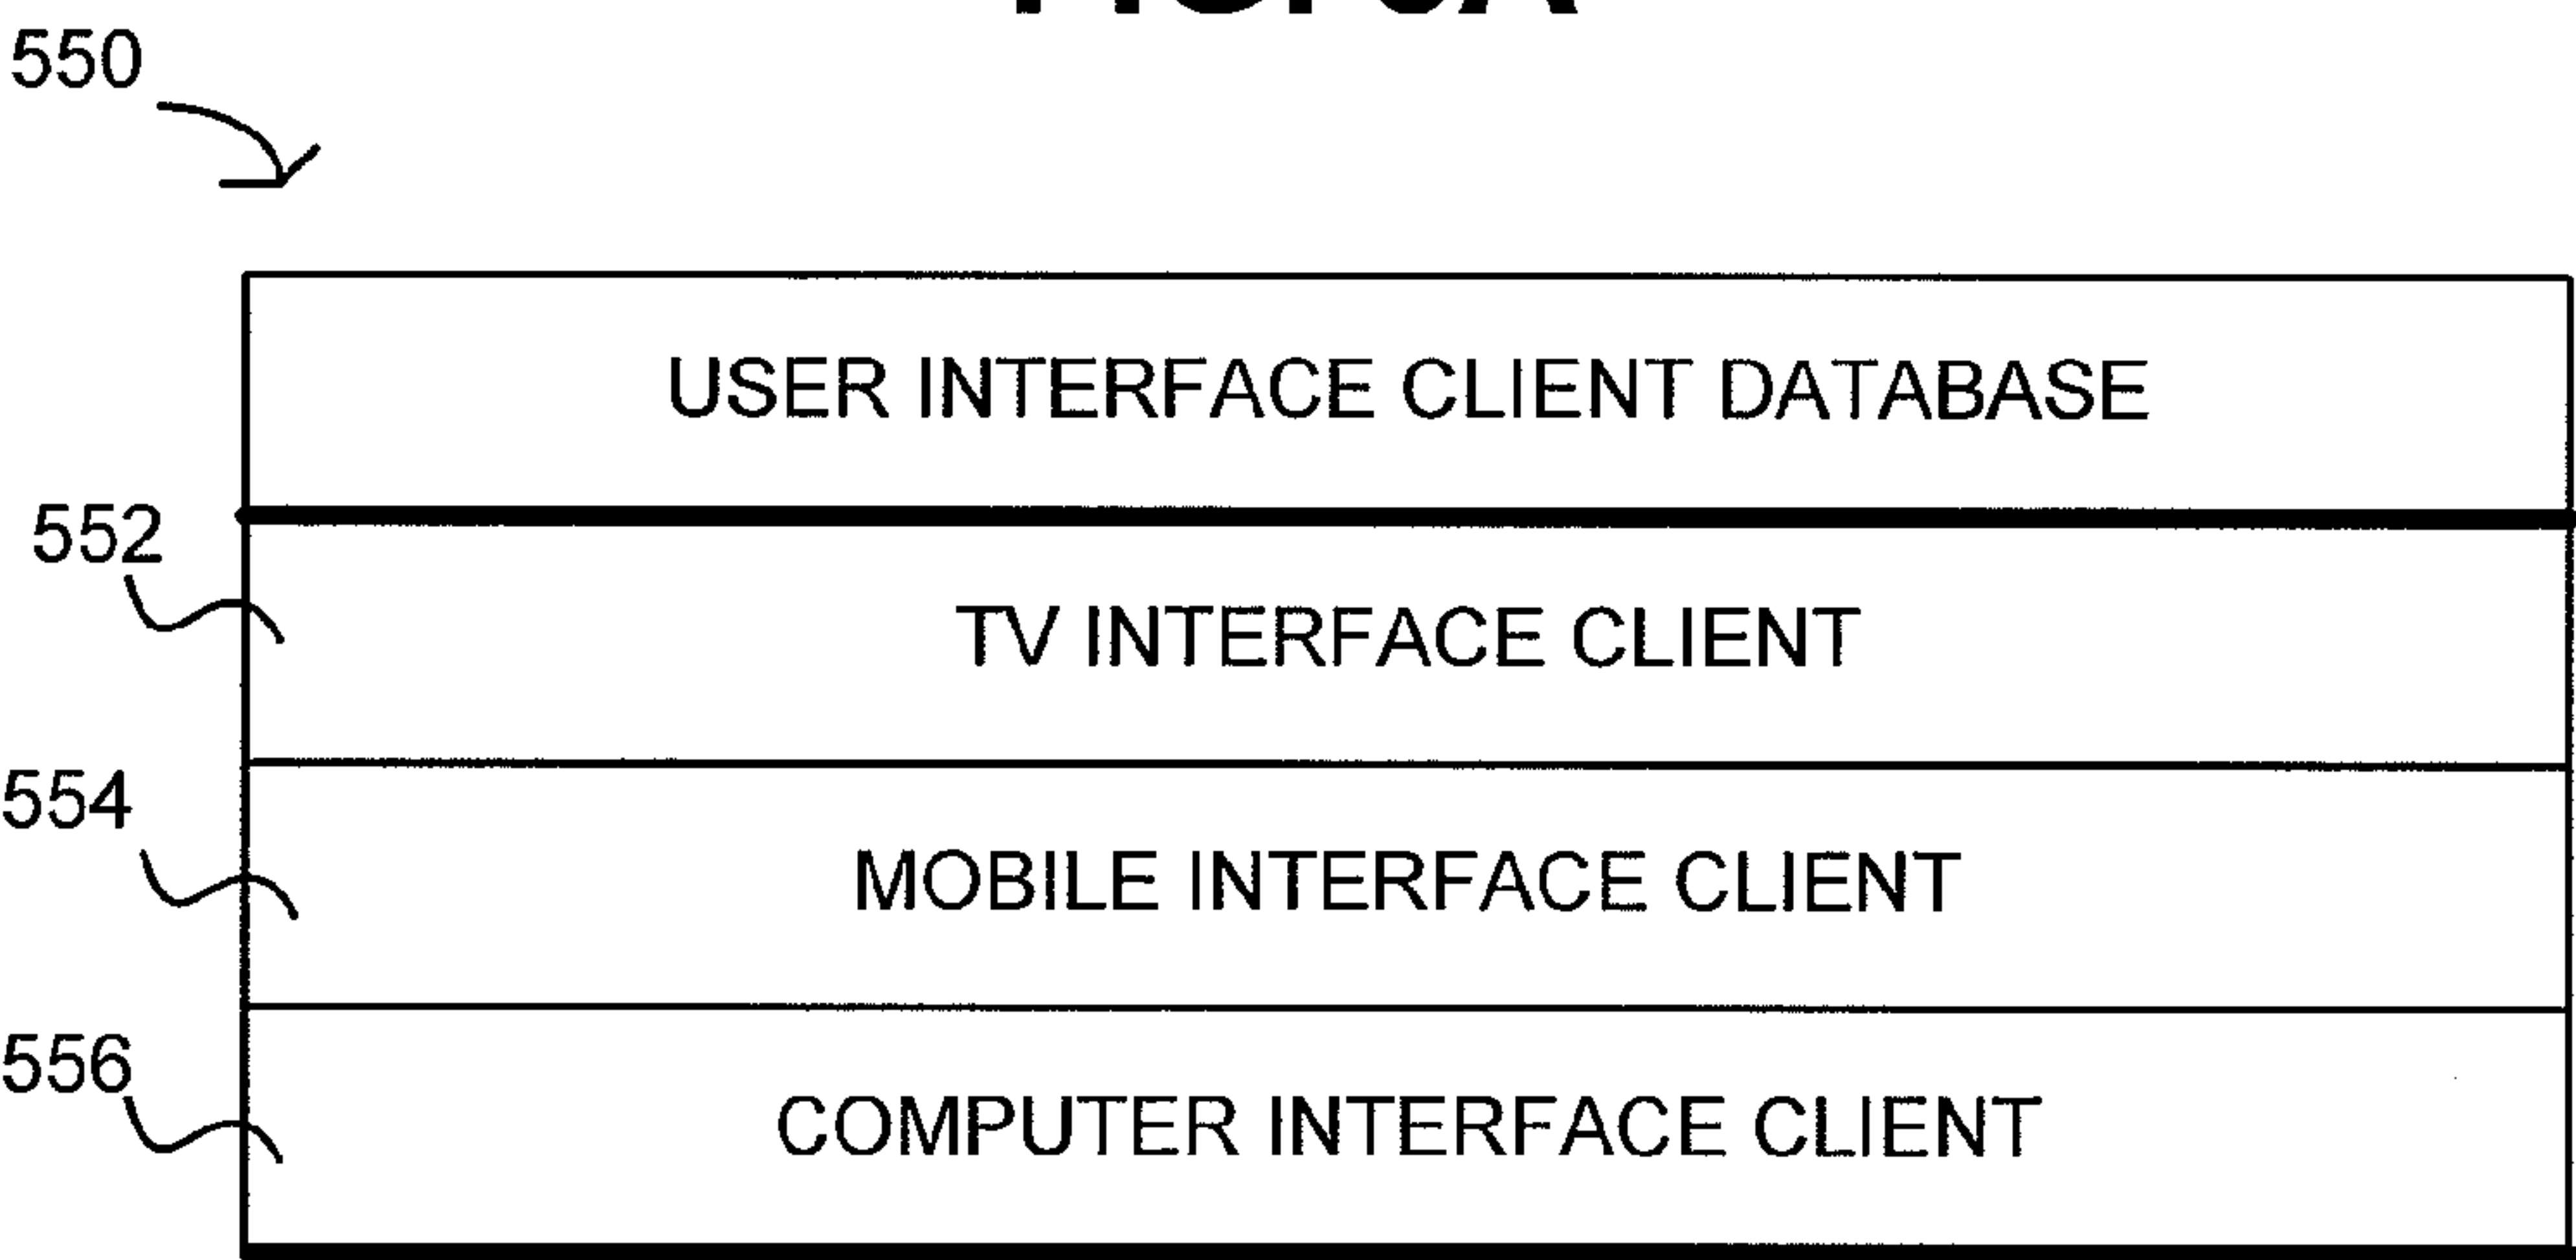 550
USER INTERFACE CLIENT DATABASE
552
TV INTERFACE CLIENT
554
MOBILE INTERFACE CLIENT
556
COMPUTER INTERFACE CLIENT